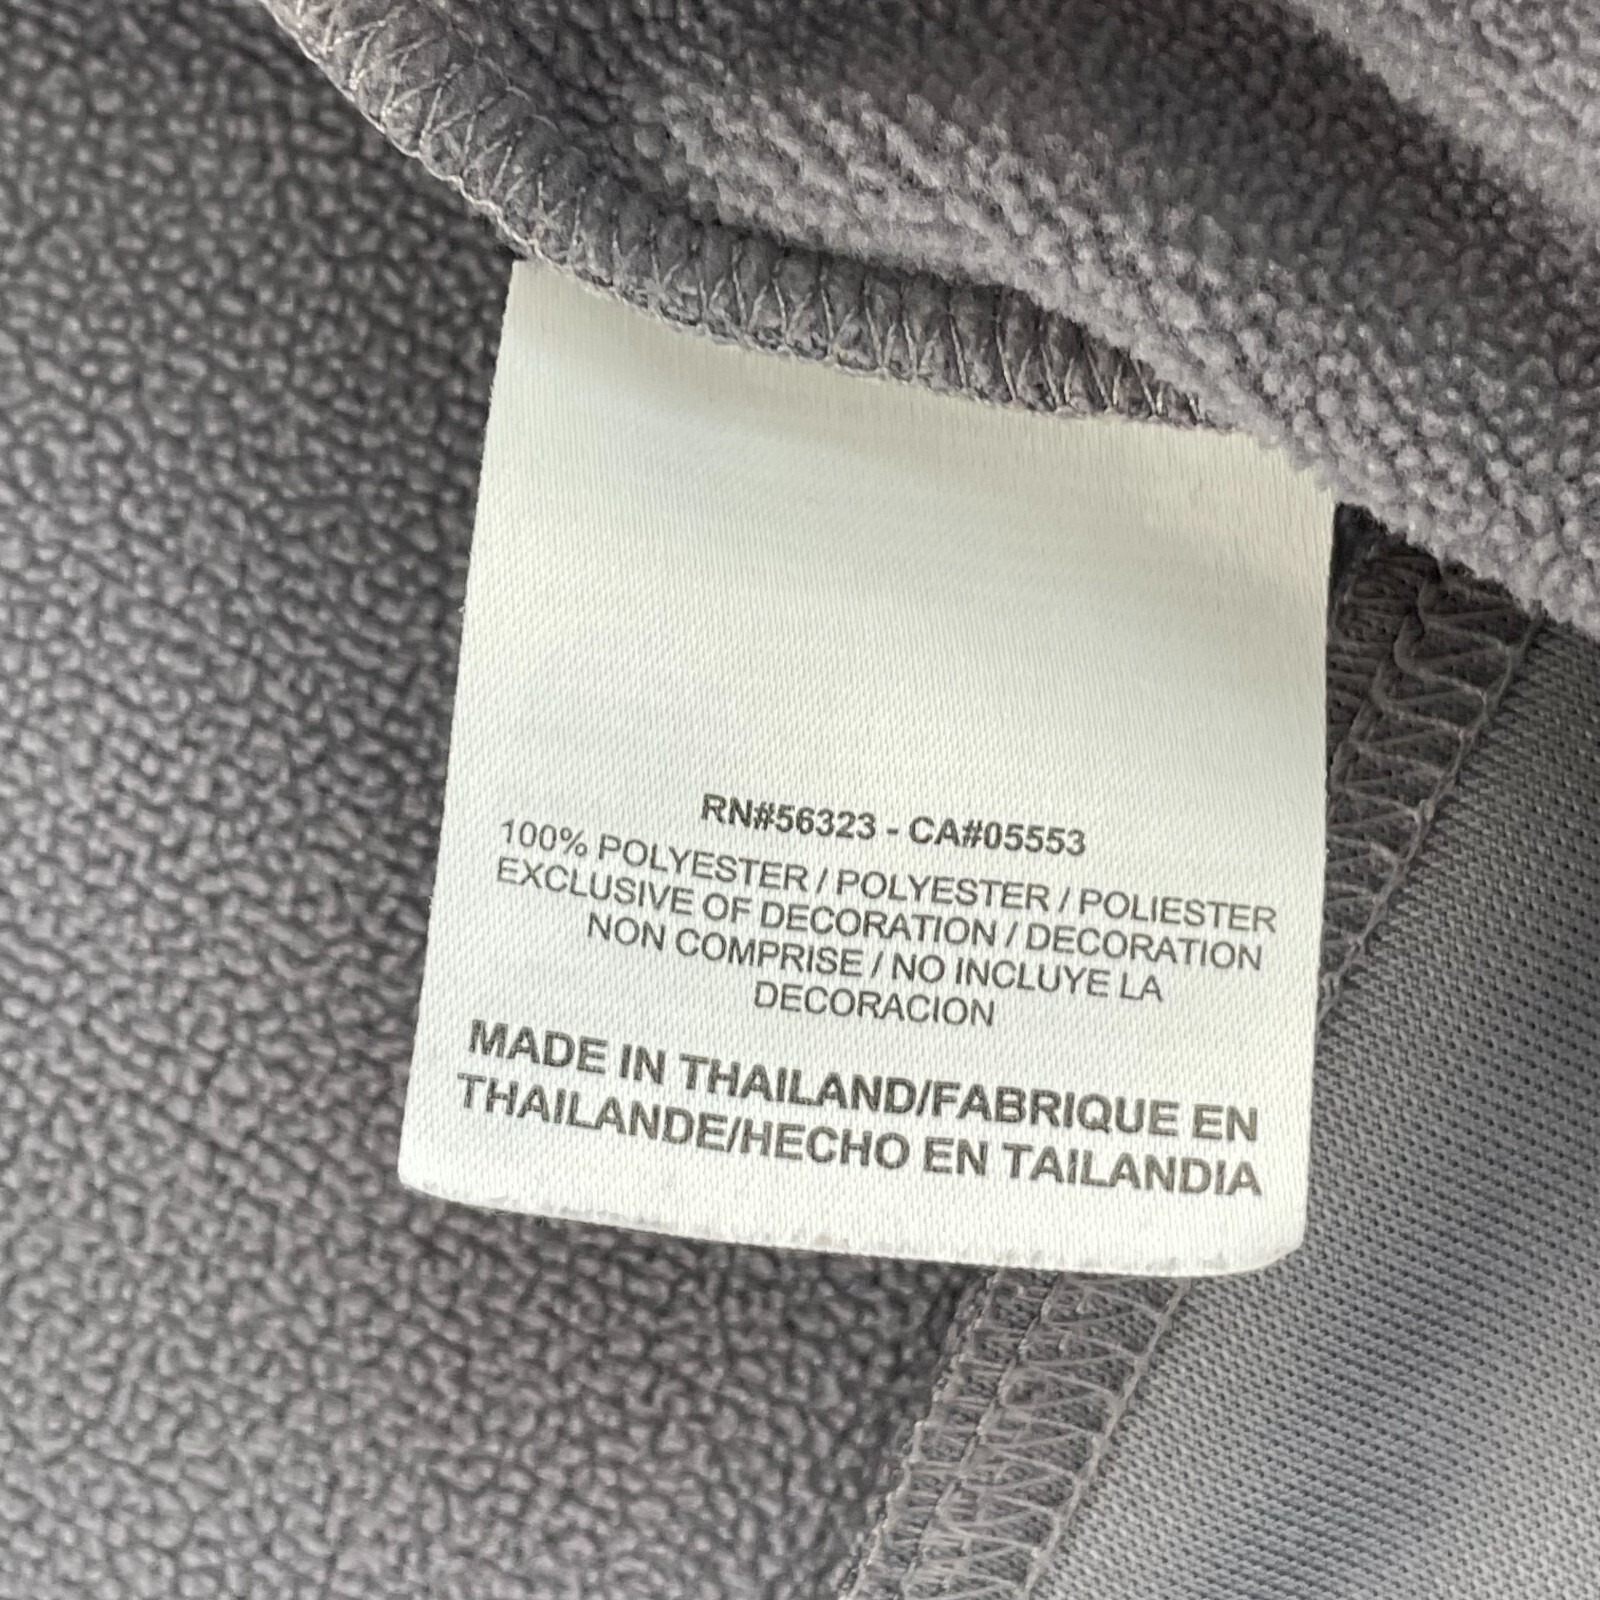 RN#56323 - CA#05553
100% POLYESTER / POLYESTER / POLIESTER
EXCLUSIVE OF DECORATION / DECORATION
NON COMPRISE / NO INCLUYE LA
DECORACION
MADE IN THAILAND/FABRIQUE EN
THAILANDE/HECHO EN TAILANDIA